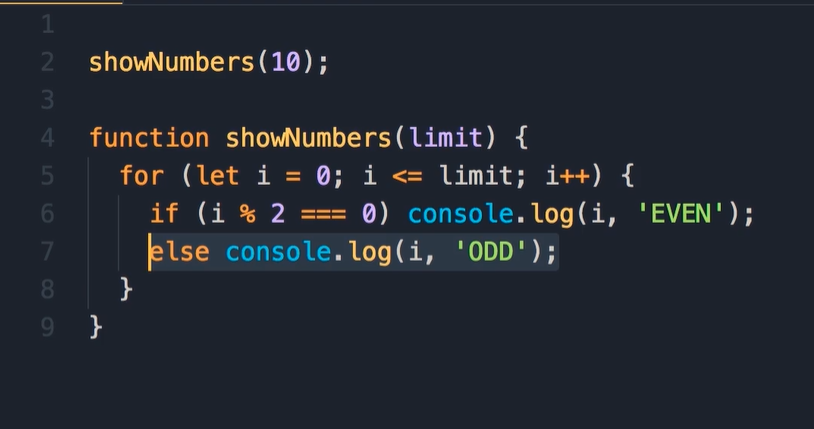 1
2 showNumbers(10);
3
4 function showNumbers(limit) {
5   for (let i = 0; i <= limit; i++) {
6     if (i % 2 === 0) console.log(i, 'EVEN');
7     else console.log(i, 'ODD');
8   }
9 }